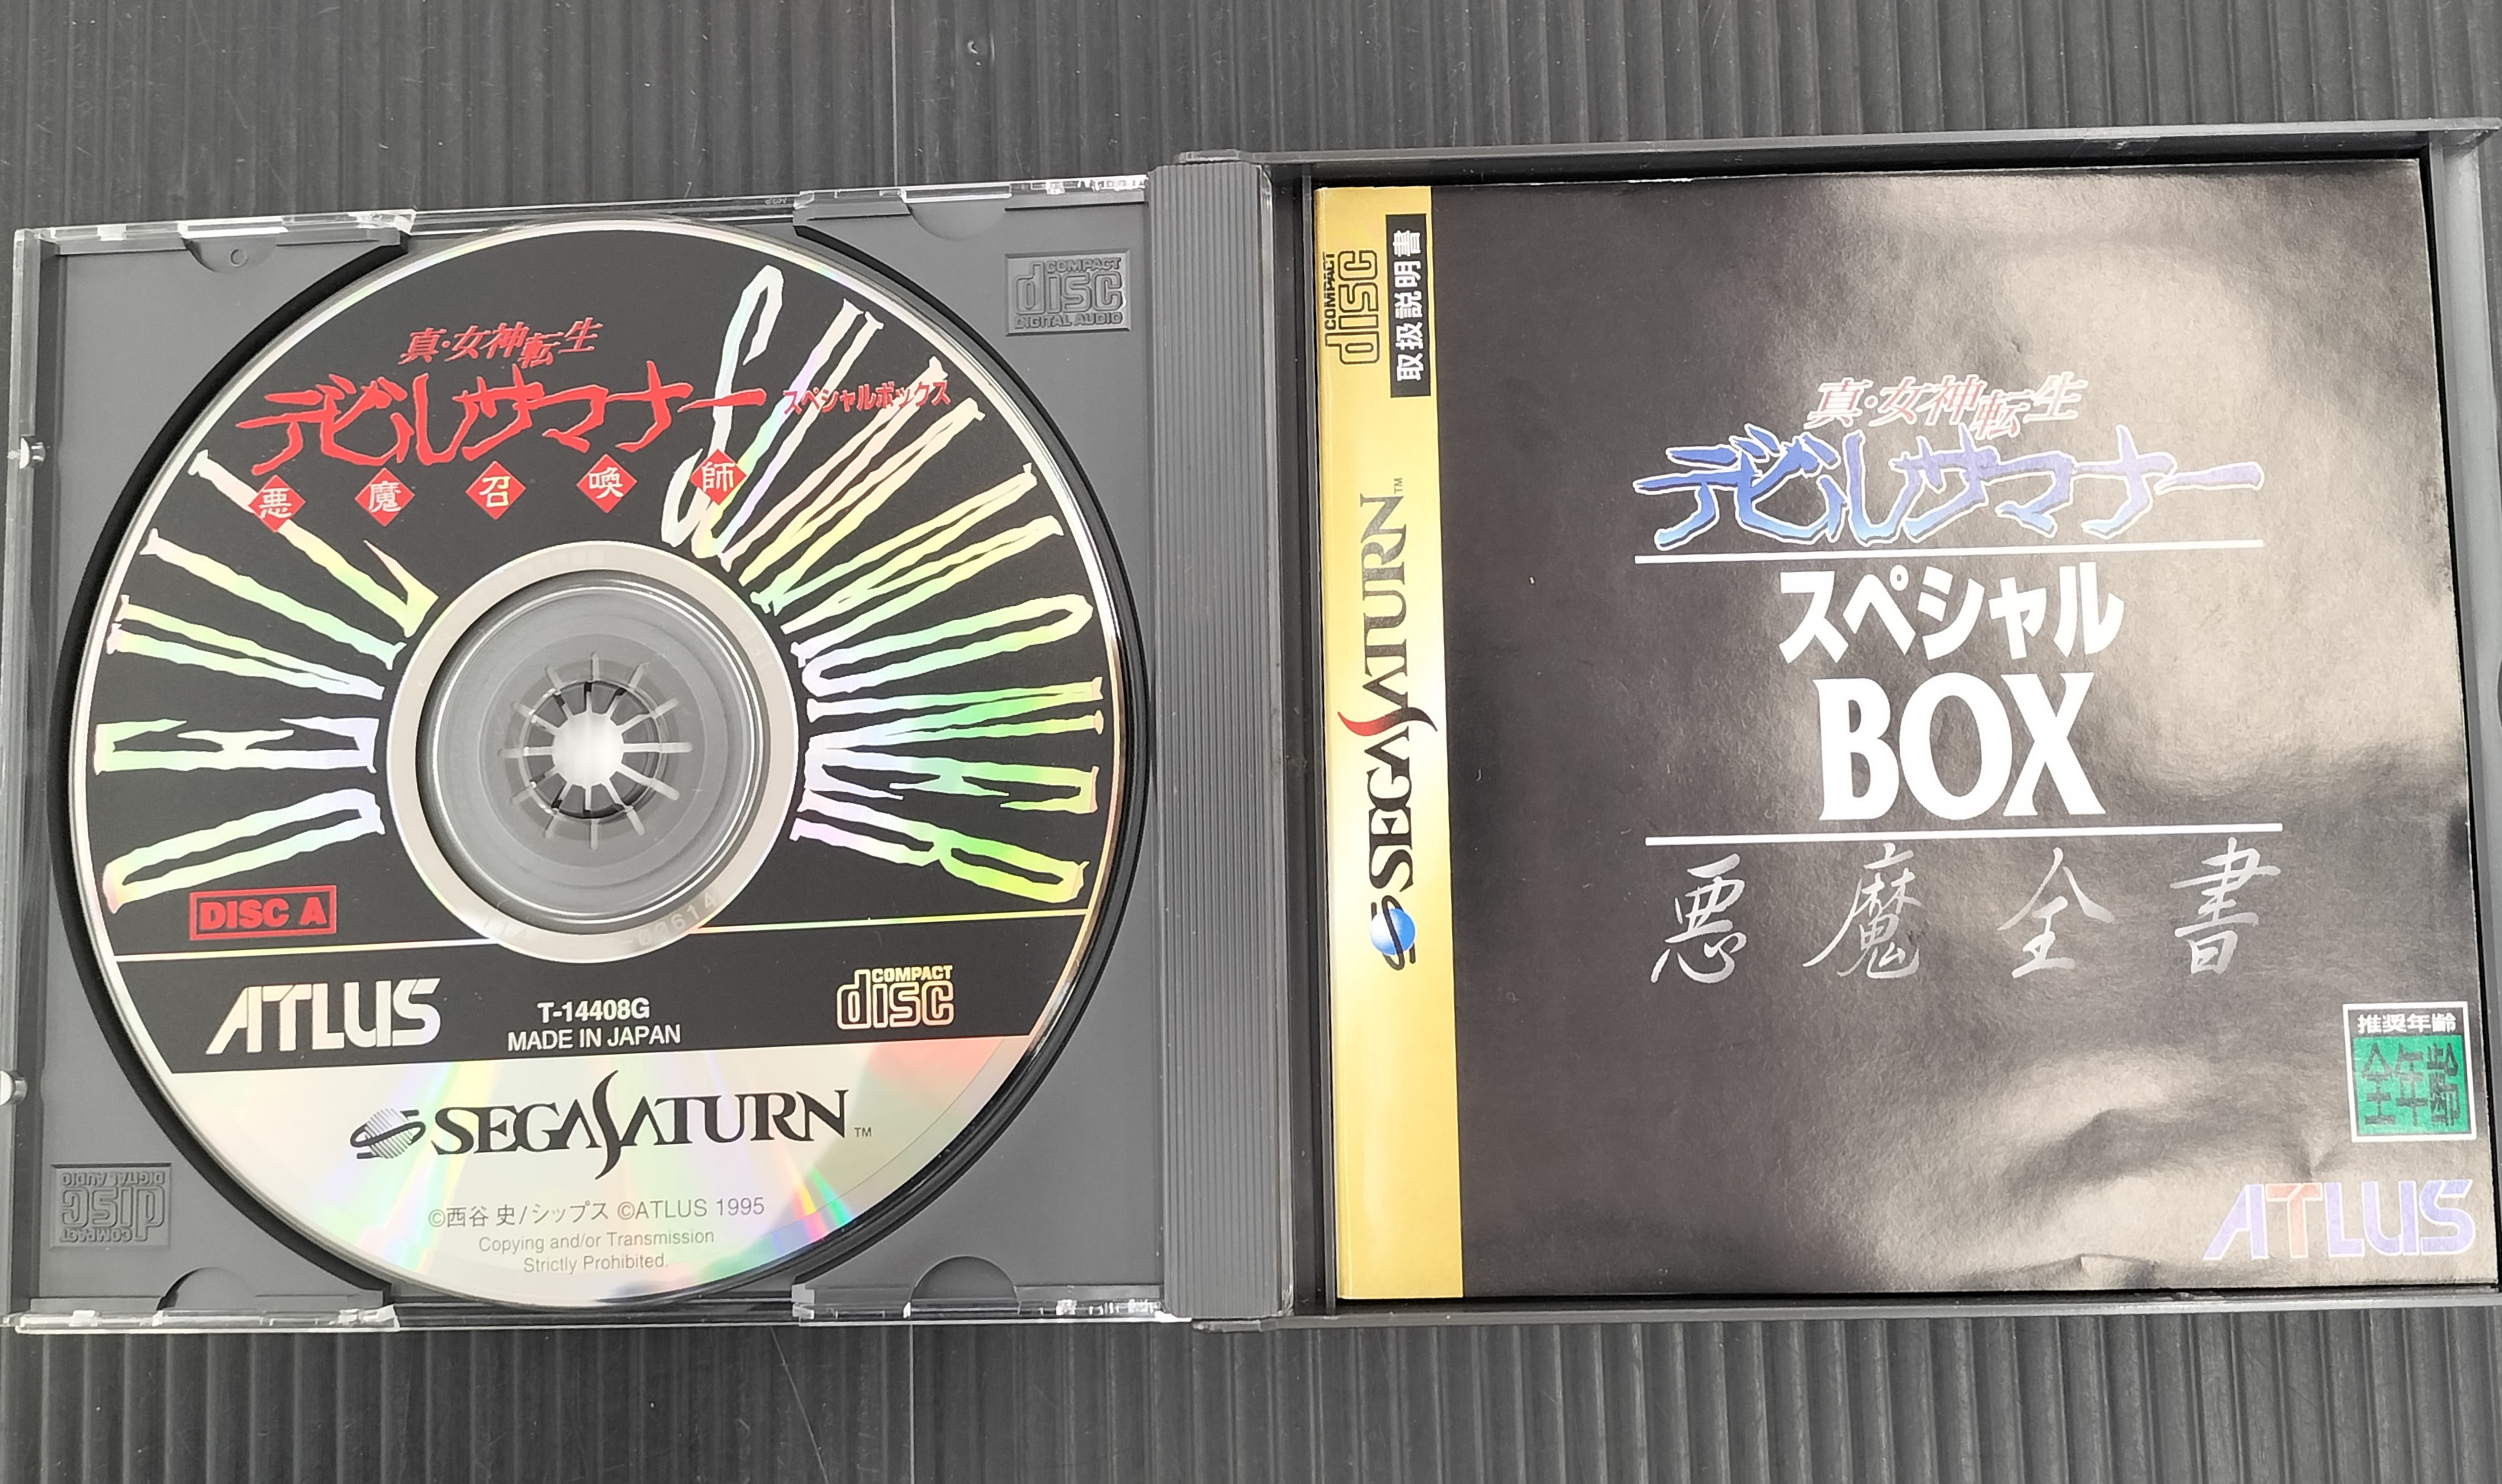 COMPACT
disc
DIGITAL AUDIO
真・女神転生
デビルサマナー スペシャルボックス
悪魔召喚師
DEVIL SUMMONER
DISC A
ATLUS
T-14408G
MADE IN JAPAN
COMPACT
disc
SEGA SATURN™
©西谷 史/シップス ©ATLUS 1995
Copying and/or Transmission
Strictly Prohibited.
COMPACT
disc
DIGITAL AUDIO
COMPACT
disc
取扱説明書
SEGA SATURN™
真・女神転生
デビルサマナー
スペシャル
BOX
悪魔全書
推奨年齢
全年齢
ATLUS